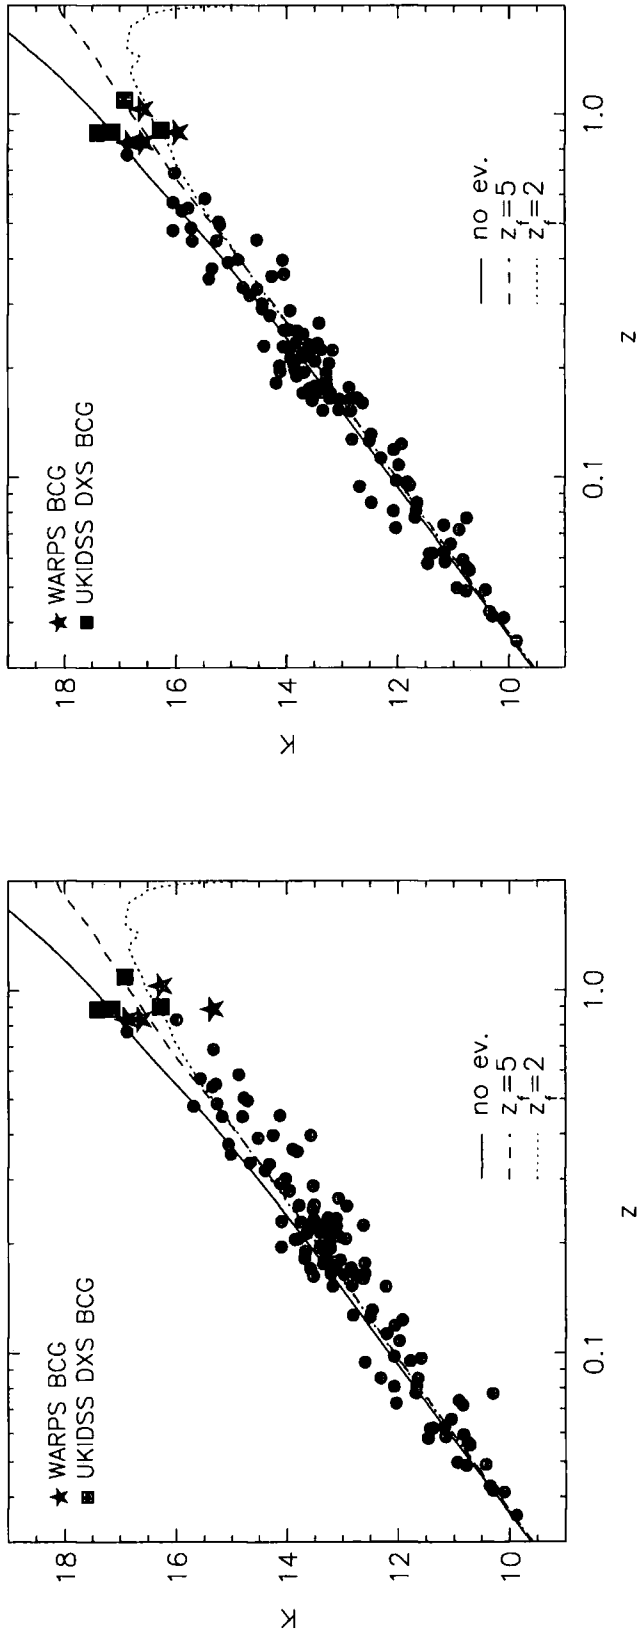 18
16
14
12
10
K
WARPS BCG
UKIDSS DXS BCG
no ev.
z_f=5
z_f=2
0.1
1.0
z
18
16
14
12
10
K
WARPS BCG
UKIDSS DXS BCG
no ev.
z_f=5
z_f=2
0.1
1.0
z